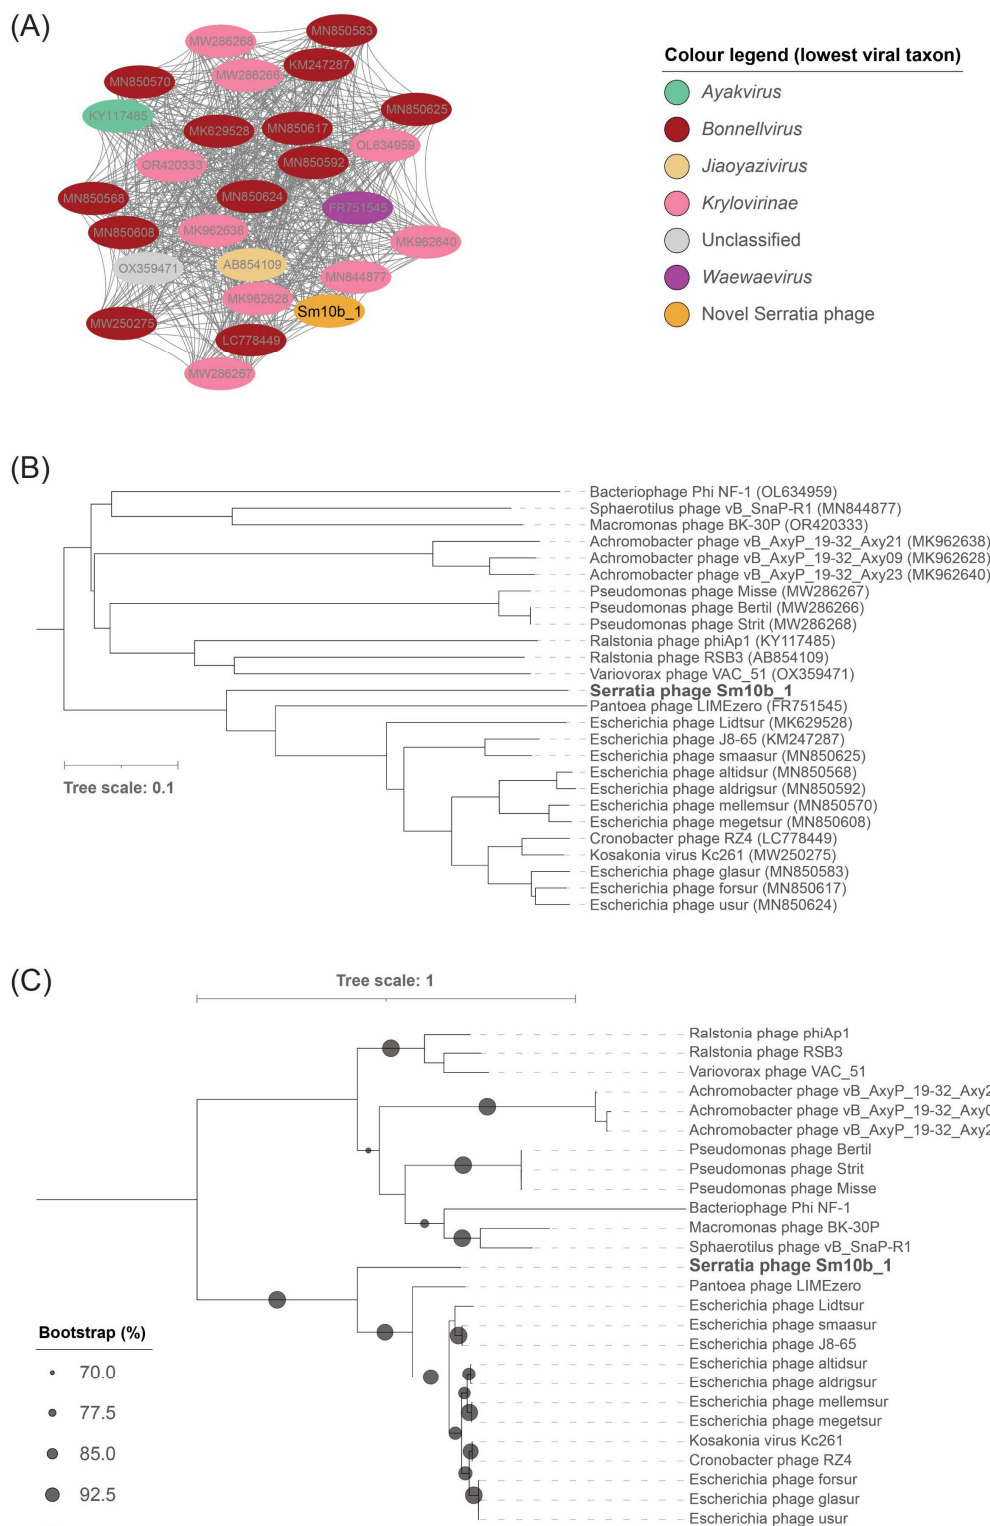 (A)
MN850583
MW286268
KM247287
MW286266
MN850570
MN850625
KY117485
MN850617
MK629528
OL634959
MN850592
OR420333
MN850624
MN850568
FR751545
MN850608
MK962638
MK962640
OX359471
AB854109
MN844877
MK962628
Sm10b_1
MW250275
LC778449
MW286267
Colour legend (lowest viral taxon)
Ayakvirus
Bonnellvirus
Jiaoyazivirus
Krylovirinae
Unclassified
Waewaevirus
Novel Serratia phage
(B)
Bacteriophage Phi NF-1 (OL634959)
Sphaerotilus phage vB_SnaP-R1 (MN844877)
Macromonas phage BK-30P (OR420333)
Achromobacter phage vB_AxyP_19-32_Axy21 (MK962638)
Achromobacter phage vB_AxyP_19-32_Axy09 (MK962628)
Achromobacter phage vB_AxyP_19-32_Axy23 (MK962640)
Pseudomonas phage Misse (MW286267)
Pseudomonas phage Bertil (MW286266)
Pseudomonas phage Strit (MW286268)
Ralstonia phage phiAp1 (KY117485)
Ralstonia phage RSB3 (AB854109)
Variovorax phage VAC_51 (OX359471)
Serratia phage Sm10b_1
Pantoea phage LIMEzero (FR751545)
Escherichia phage Lidtsur (MK629528)
Escherichia phage J8-65 (KM247287)
Escherichia phage smaasur (MN850625)
Escherichia phage altidsur (MN850568)
Escherichia phage aldrigsur (MN850592)
Escherichia phage mellemsur (MN850570)
Escherichia phage megetsur (MN850608)
Cronobacter phage RZ4 (LC778449)
Kosakonia virus Kc261 (MW250275)
Escherichia phage glasur (MN850583)
Escherichia phage forsur (MN850617)
Escherichia phage usur (MN850624)
Tree scale: 0.1
(C)
Tree scale: 1
Ralstonia phage phiAp1
Ralstonia phage RSB3
Variovorax phage VAC_51
Achromobacter phage vB_AxyP_19-32_Axy2
Achromobacter phage vB_AxyP_19-32_Axy0
Achromobacter phage vB_AxyP_19-32_Axy2
Pseudomonas phage Bertil
Pseudomonas phage Strit
Pseudomonas phage Misse
Bacteriophage Phi NF-1
Macromonas phage BK-30P
Sphaerotilus phage vB_SnaP-R1
Serratia phage Sm10b_1
Pantoea phage LIMEzero
Escherichia phage Lidtsur
Escherichia phage smaasur
Escherichia phage J8-65
Escherichia phage altidsur
Escherichia phage aldrigsur
Escherichia phage mellemsur
Escherichia phage megetsur
Kosakonia virus Kc261
Cronobacter phage RZ4
Escherichia phage forsur
Escherichia phage glasur
Escherichia phage usur
Bootstrap (%)
70.0
77.5
85.0
92.5